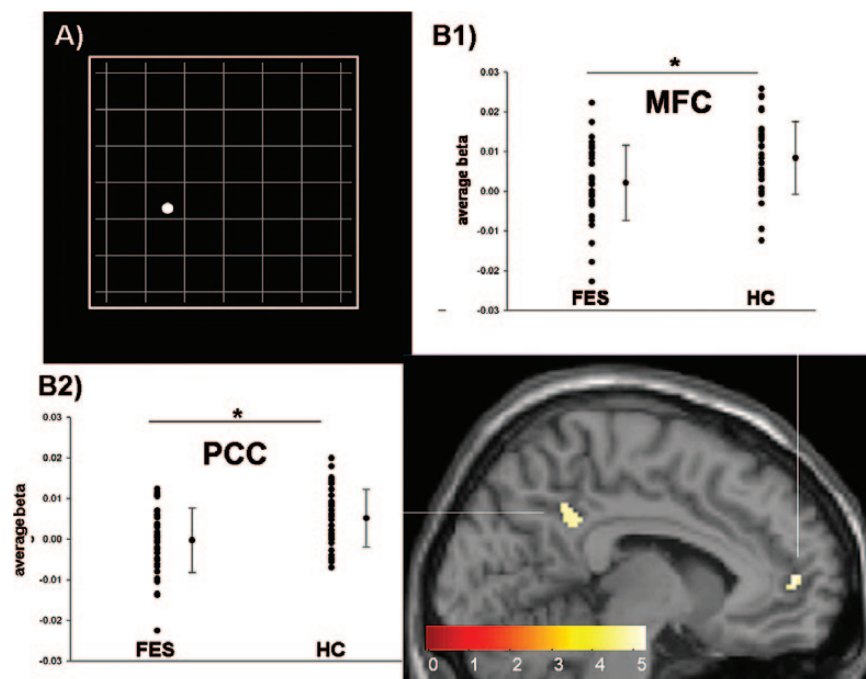 A)
B1)
*
MFC
0.03
0.02
0.01
0.00
-0.01
-0.02
-0.03
average beta
FES
HC
B2)
*
PCC
0.03
0.02
0.01
0.00
-0.01
-0.02
-0.03
average beta
FES
HC
0 1 2 3 4 5